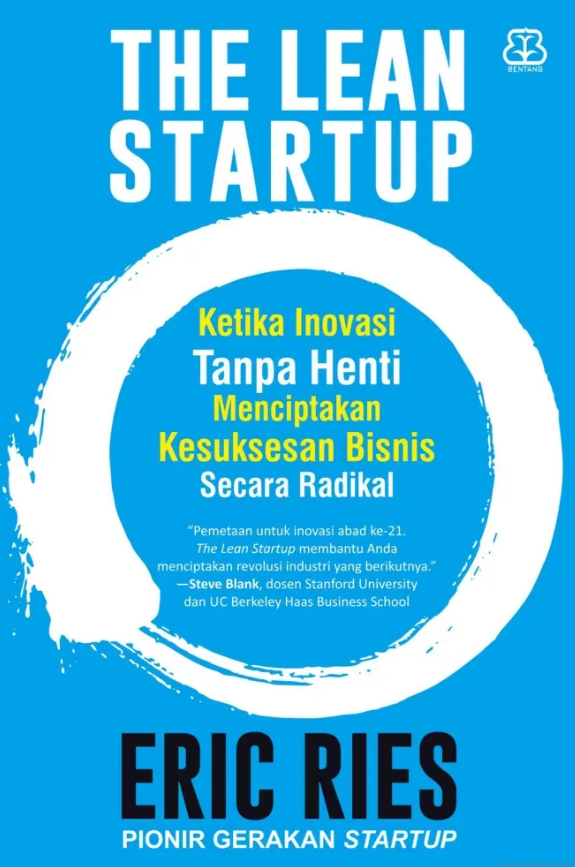 THE LEAN
BENTANG
STARTUP
Ketika Inovasi
Tanpa Henti
Menciptakan
Kesuksesan Bisnis
Secara Radikal
“Pemetaan untuk inovasi abad ke-21.
The Lean Startup membantu Anda
menciptakan revolusi industri yang berikutnya.”
—Steve Blank, dosen Stanford University
dan UC Berkeley Haas Business School
ERIC RIES
PIONIR GERAKAN STARTUP